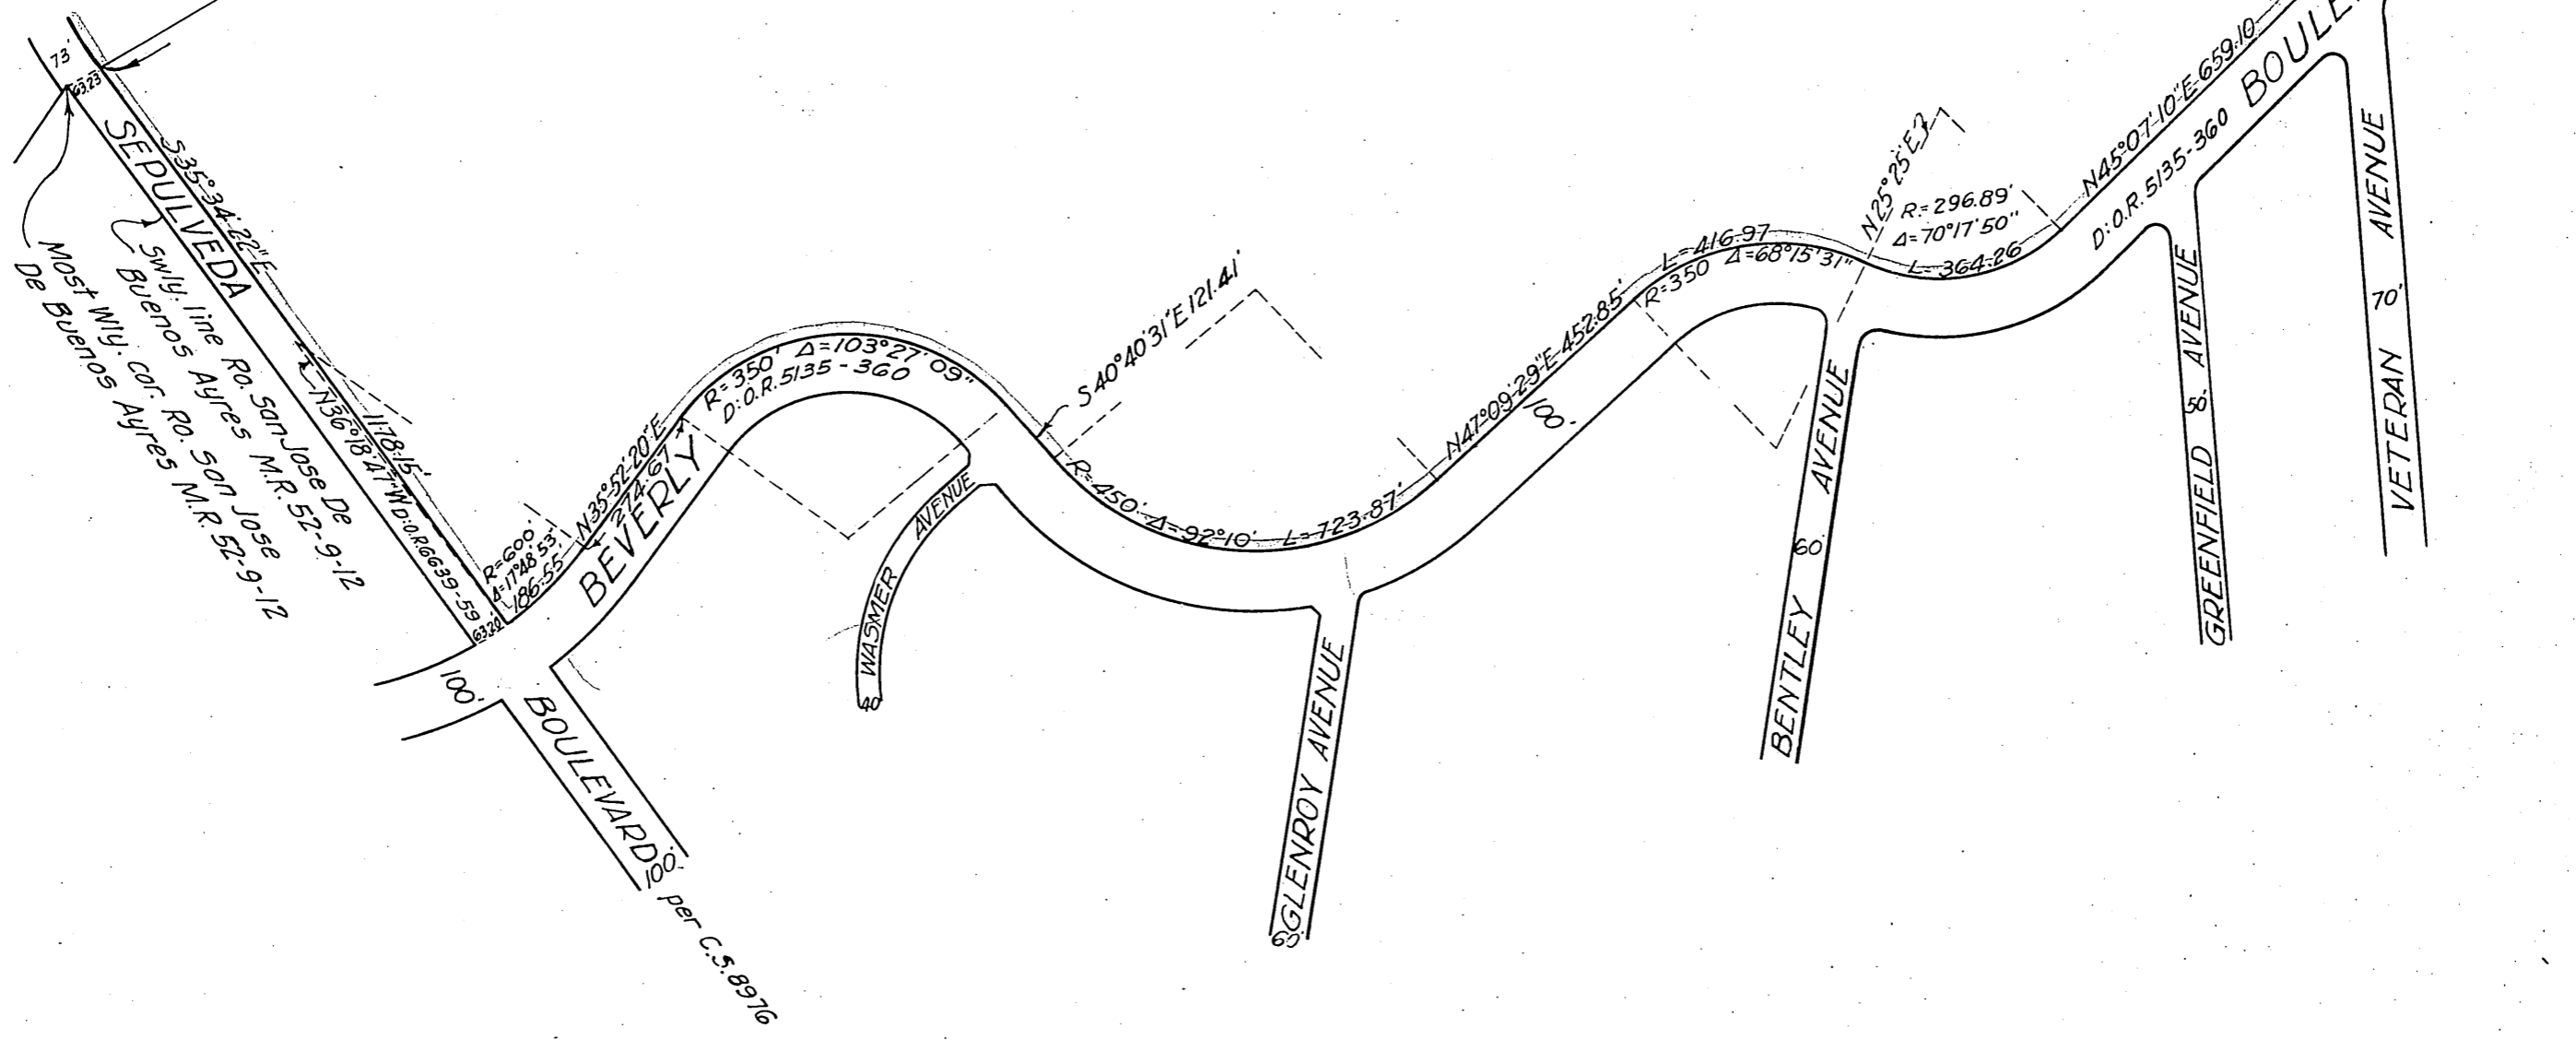 73'
63.23
SEPULVEDA
S35°34'22"E
Swly. line Ro. San Jose De
Buenos Ayres M.R. 52-9-12
Most Wly. cor. Ro. San Jose
De Buenos Ayres M.R. 52-9-12
1178.15'
N36°18'47"W D:O.R.6639-59
63.20'
R=600'
Δ=17°48'53"
186.55'
N35°52'20"E
274.67
BEVERLY
R=350' Δ=103°27'09"
D:O.R. 5135-360
100'
BOULEVARD
100'
per C.S. 8976
WASMER AVENUE
40'
S40°40'31"E 121.41'
R=450' Δ=92°10' L=723.87'
GLENROY AVENUE
60'
N47°09'29"E 452.85'
100'
L=416.97
R=350 Δ=68°15'31"
N25°25'E
R=296.89'
Δ=70°17'50"
L=364.26
BENTLEY AVENUE
60'
N45°07'10"E 659.10
D:O.R. 5135-360
BOULE
GREENFIELD AVENUE
50'
VETERAN AVENUE
70'